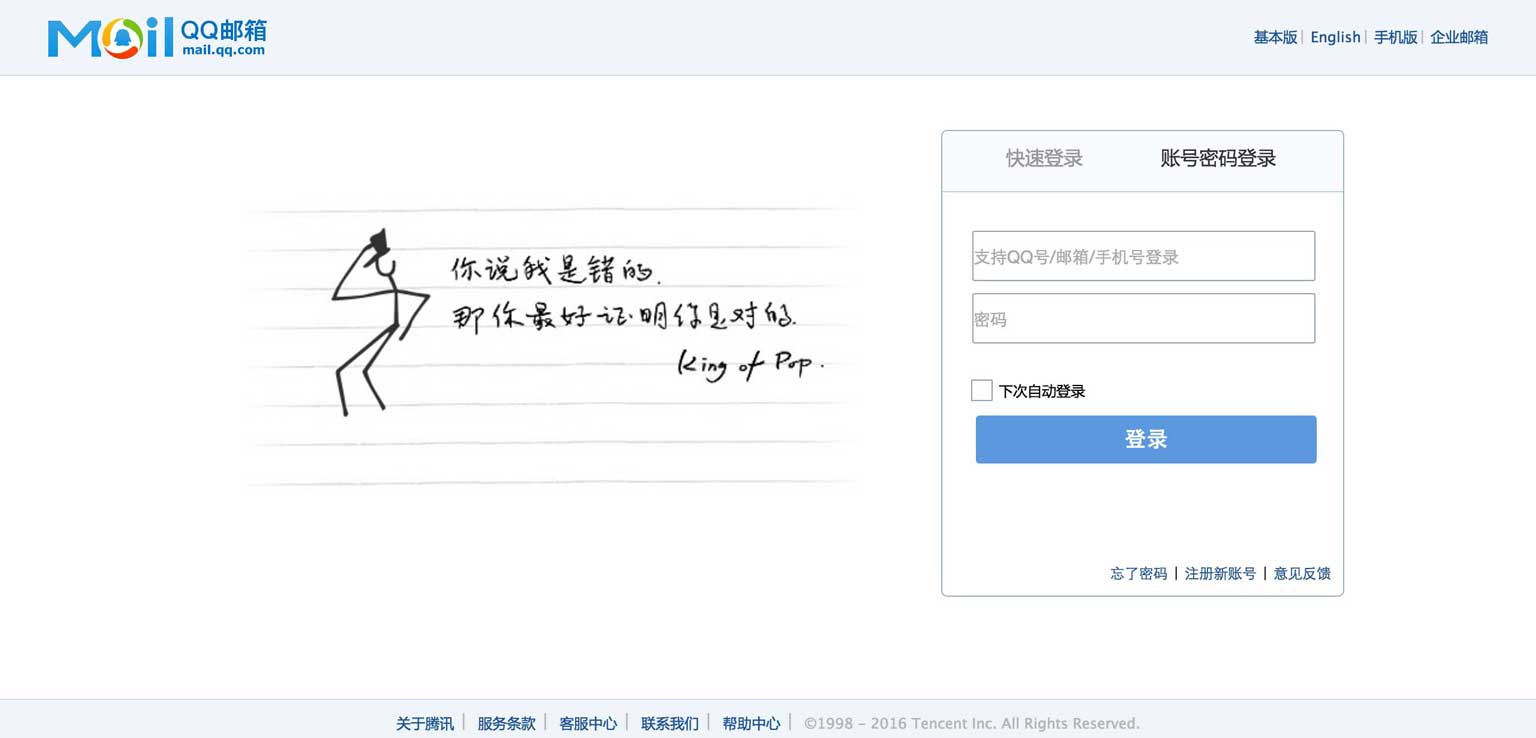 Mail QQ邮箱
mail.qq.com
基本版 | English | 手机版 | 企业邮箱
快速登录 账号密码登录
你说我是错的.
那你最好证明你是对的.
King of Pop.
支持QQ号/邮箱/手机号登录
密码
下次自动登录
登录
忘了密码 | 注册新账号 | 意见反馈
关于腾讯 | 服务条款 | 客服中心 | 联系我们 | 帮助中心 | ©1998 – 2016 Tencent Inc. All Rights Reserved.